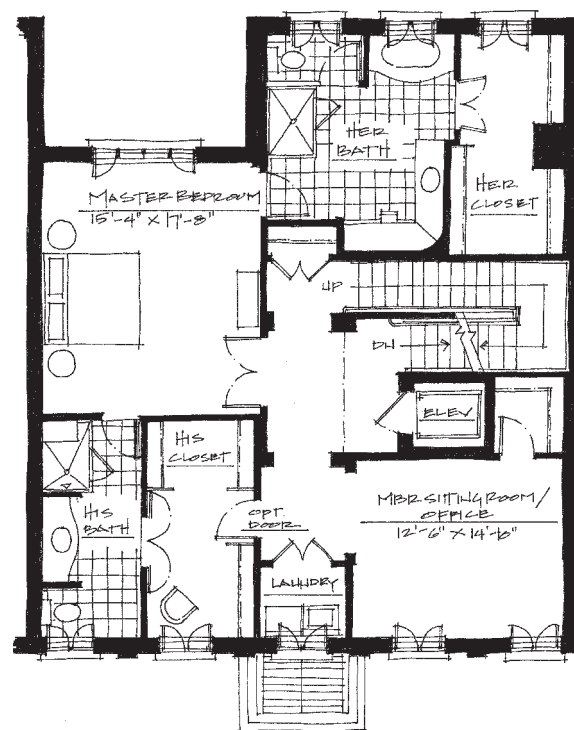 HER
BATH
HER
CLOSET
MASTER BEDROOM
15'-4" X 17'-8"
UP
DN
ELEV
HIS
CLOSET
HIS
BATH
OPT.
DOOR
MBR SITTING ROOM/
OFFICE
12'-6" X 14'-6"
LAUNDRY